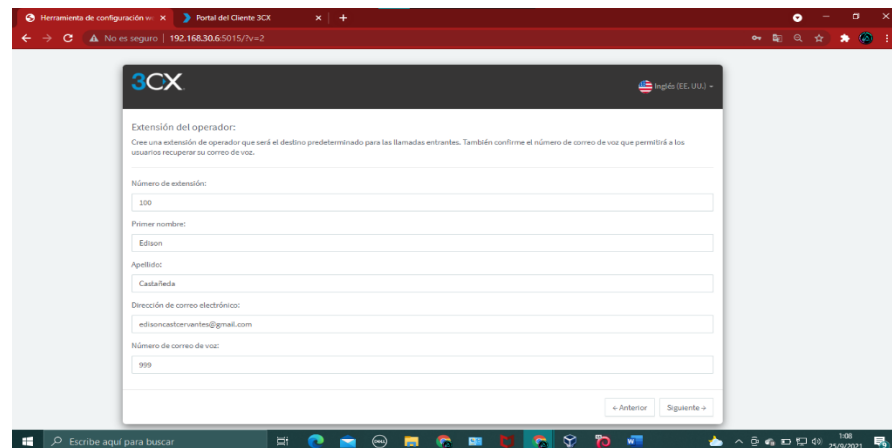 Herramienta de configuración w
Portal del Cliente 3CX
No es seguro | 192.168.30.6:5015/?v=2
3CX
Inglés (EE. UU.)
Extensión del operador:
Cree una extensión de operador que será el destino predeterminado para las llamadas entrantes. También confirme el número de correo de voz que permitirá a los
usuarios recuperar su correo de voz.
Número de extensión:
100
Primer nombre:
Edison
Apellido:
Castañeda
Dirección de correo electrónico:
edisoncastcervantes@gmail.com
Número de correo de voz:
999
← Anterior
Siguiente →
Escribe aquí para buscar
DELL
1:08
25/9/2021